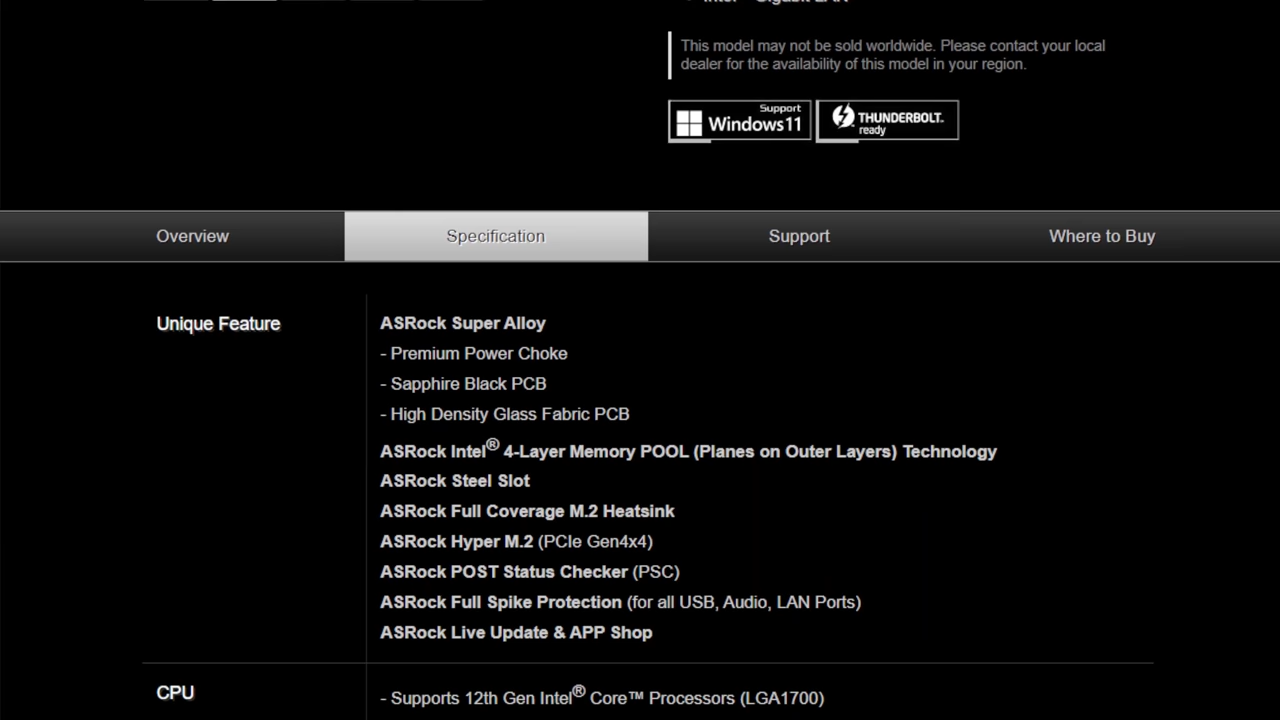 Intel® Gigabit LAN
This model may not be sold worldwide. Please contact your local
dealer for the availability of this model in your region.
Support
Windows11
THUNDERBOLT™
ready
Overview
Specification
Support
Where to Buy
Unique Feature
ASRock Super Alloy
- Premium Power Choke
- Sapphire Black PCB
- High Density Glass Fabric PCB
ASRock Intel® 4-Layer Memory POOL (Planes on Outer Layers) Technology
ASRock Steel Slot
ASRock Full Coverage M.2 Heatsink
ASRock Hyper M.2 (PCIe Gen4x4)
ASRock POST Status Checker (PSC)
ASRock Full Spike Protection (for all USB, Audio, LAN Ports)
ASRock Live Update & APP Shop
CPU
- Supports 12th Gen Intel® Core™ Processors (LGA1700)